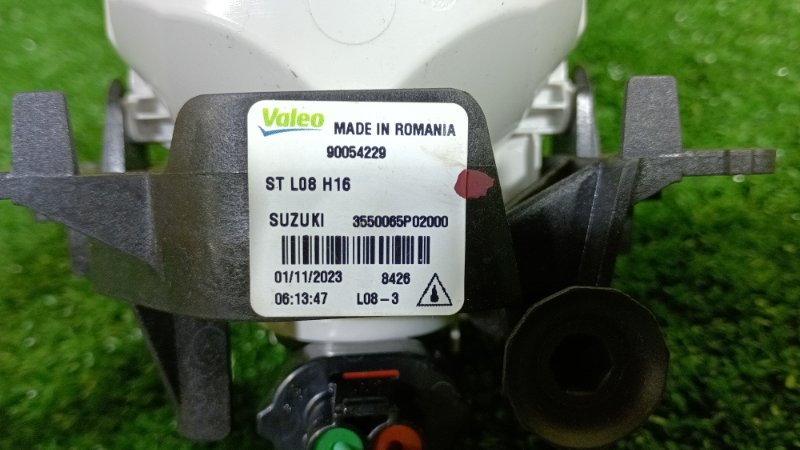 Valeo MADE IN ROMANIA
90054229
ST L08 H16
SUZUKI 3550065P02000
01/11/2023 8426
06:13:47 L08-3